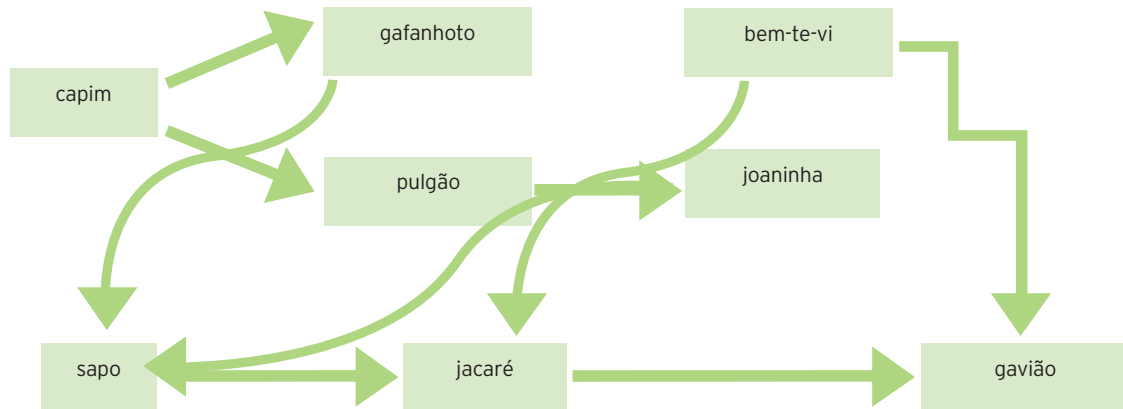 gafanhoto
bem-te-vi
capim
pulgão
joaninha
sapo
jacaré
gavião